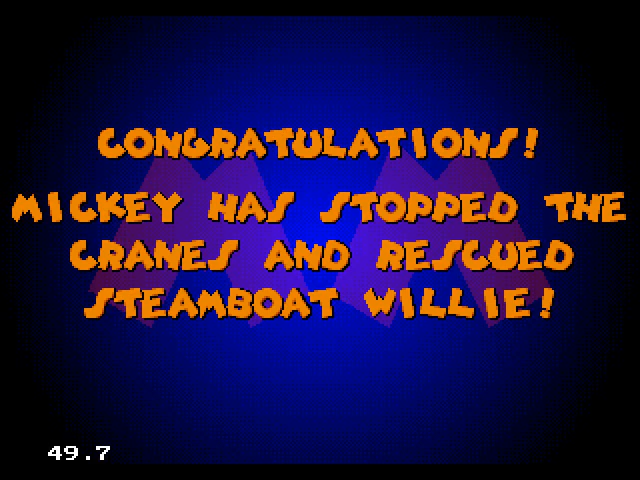 CONGRATULATIONS!
MICKEY HAS STOPPED THE
CRANES AND RESCUED
STEAMBOAT WILLIE!
49.7